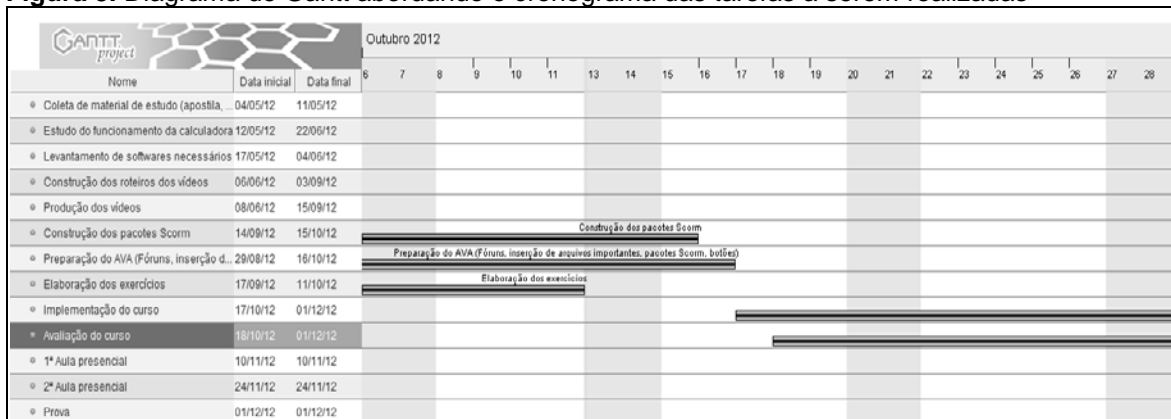 Figura 3. Diagrama de Gantt abordando o cronograma das tarefas a serem realizadas
GANTT project
Outubro 2012
Nome Data inicial Data final
6 7 8 9 10 11 13 14 15 16 17 18 19 20 21 22 23 24 25 26 27 28
Coleta de material de estudo (apostila, ... 04/05/12 11/05/12
Estudo do funcionamento da calculadora 12/05/12 22/06/12
Levantamento de softwares necessários 17/05/12 04/06/12
Construção dos roteiros dos vídeos 06/06/12 03/09/12
Produção dos vídeos 08/06/12 15/09/12
Construção dos pacotes Scorm 14/09/12 15/10/12 Construção dos pacotes Scorm
Preparação do AVA (Fóruns, inserção d... 29/08/12 16/10/12 Preparação do AVA (Fóruns, inserção de arquivos importantes, pacotes Scorm, botões)
Elaboração dos exercícios 17/09/12 11/10/12 Elaboração dos exercícios
Implementação do curso 17/10/12 01/12/12
Avaliação do curso 18/10/12 01/12/12
1ª Aula presencial 10/11/12 10/11/12
2ª Aula presencial 24/11/12 24/11/12
Prova 01/12/12 01/12/12